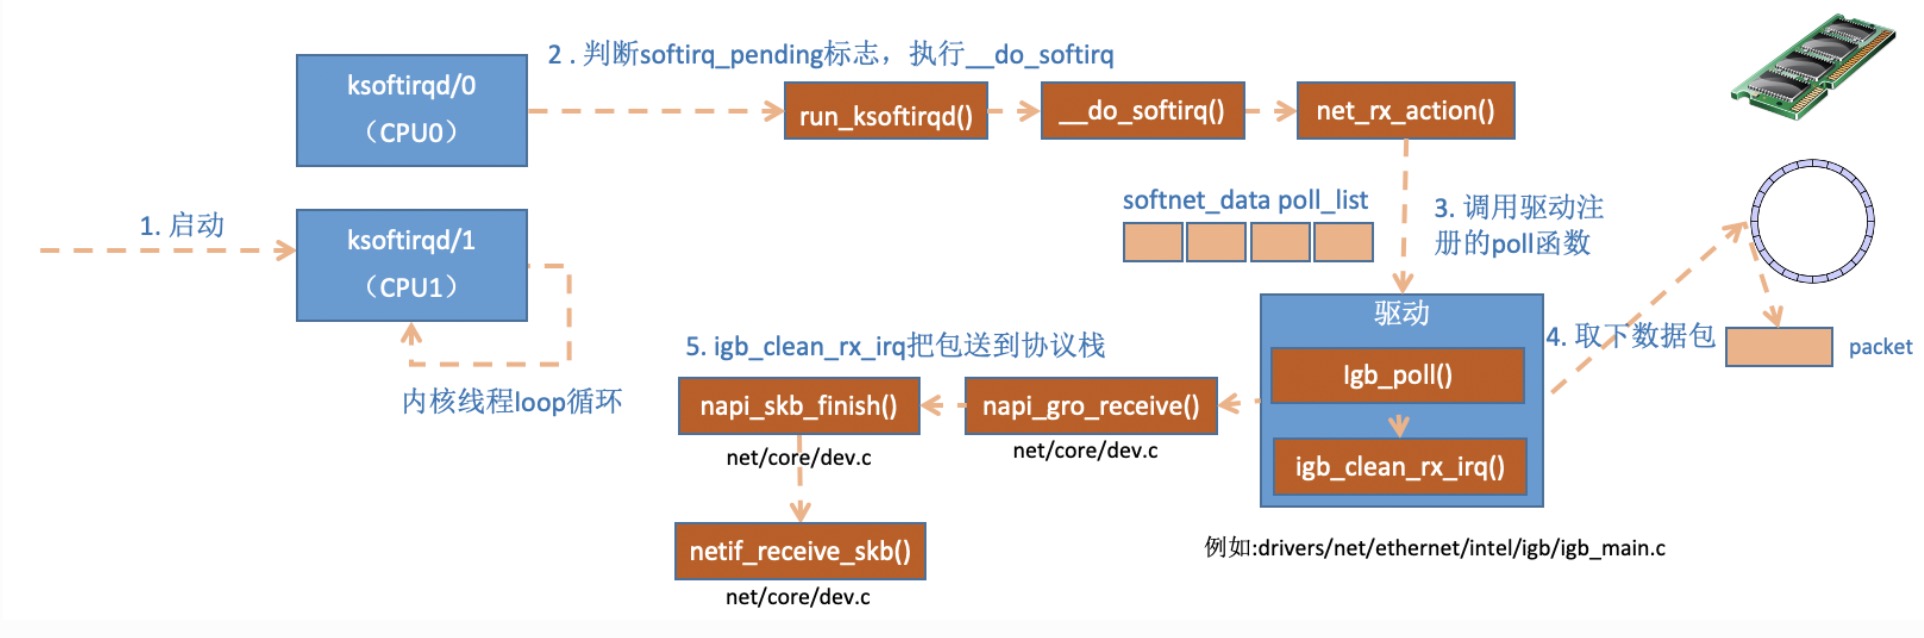 2 . 判断softirq_pending标志，执行__do_softirq
ksoftirqd/0
（CPU0）
run_ksoftirqd()
__do_softirq()
net_rx_action()
1. 启动
ksoftirqd/1
（CPU1）
内核线程loop循环
softnet_data poll_list
3. 调用驱动注
册的poll函数
驱动
Igb_poll()
igb_clean_rx_irq()
例如:drivers/net/ethernet/intel/igb/igb_main.c
4. 取下数据包
packet
5. igb_clean_rx_irq把包送到协议栈
napi_gro_receive()
net/core/dev.c
napi_skb_finish()
net/core/dev.c
netif_receive_skb()
net/core/dev.c